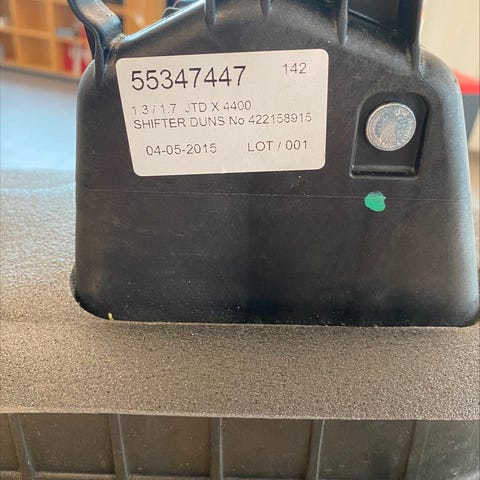 55347447 142
1.3 / 1.7 JTD X 4400
SHIFTER DUNS No 422158915
04-05-2015 LOT / 001